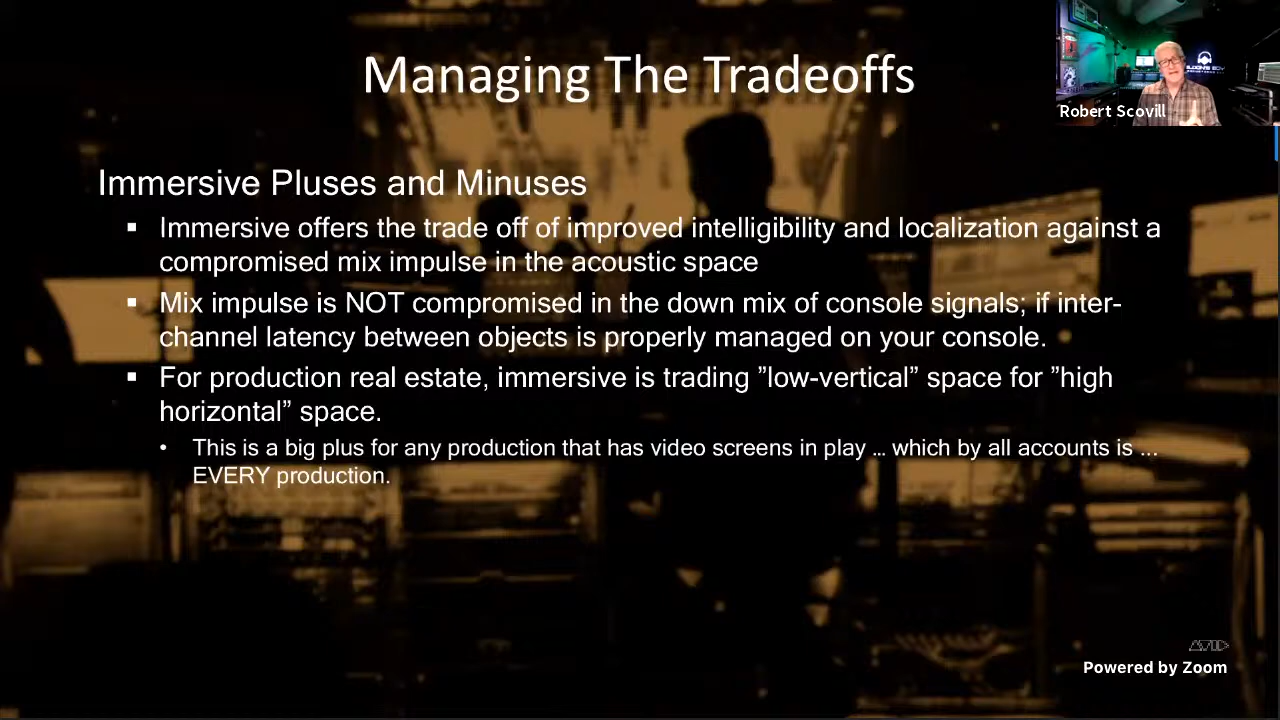 Managing The Tradeoffs
Robert Scovill
Immersive Pluses and Minuses
▪ Immersive offers the trade off of improved intelligibility and localization against a
compromised mix impulse in the acoustic space
▪ Mix impulse is NOT compromised in the down mix of console signals; if inter-
channel latency between objects is properly managed on your console.
▪ For production real estate, immersive is trading ”low-vertical” space for ”high
horizontal” space.
• This is a big plus for any production that has video screens in play … which by all accounts is …
EVERY production.
AVID
Powered by Zoom